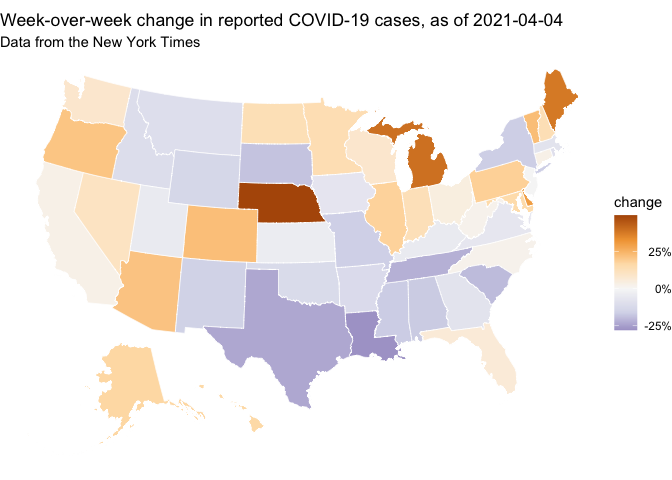 Week-over-week change in reported COVID-19 cases, as of 2021-04-04
Data from the New York Times
change
25%
0%
-25%